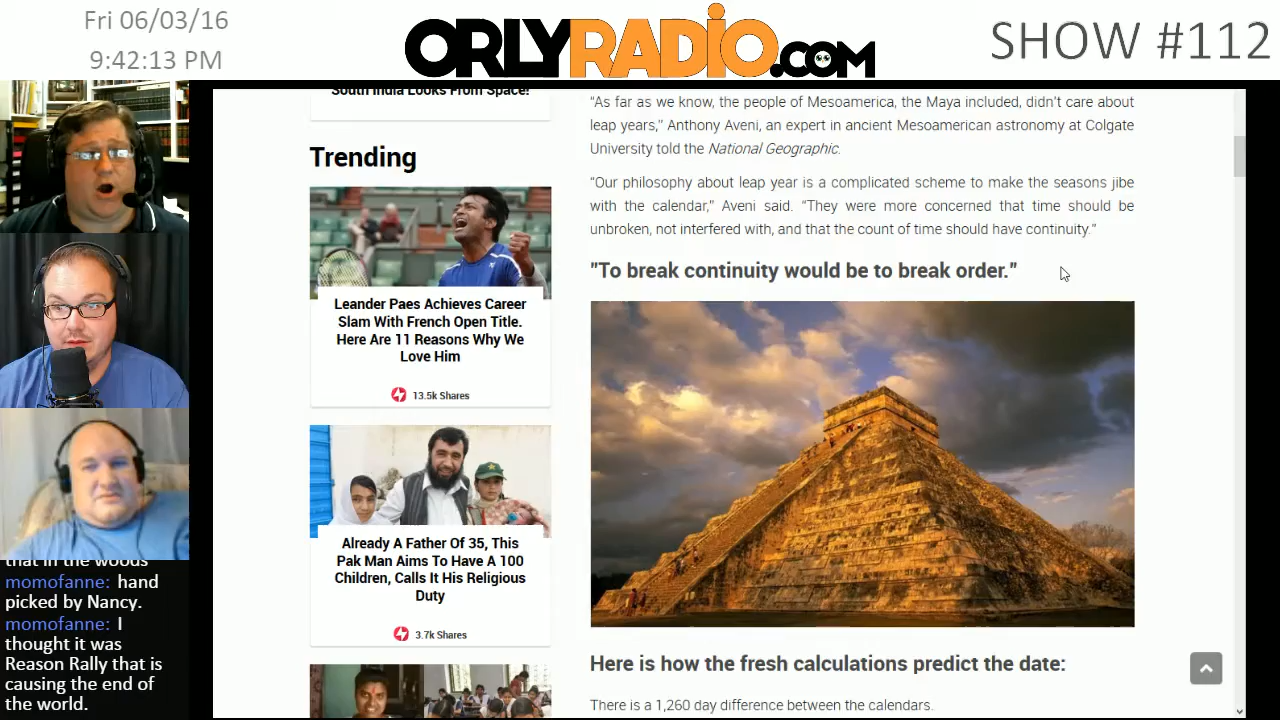 Fri 06/03/16
9:42:13 PM
ORLYRADiO.COM
SHOW #112
South India Looks From Space!
Trending
Leander Paes Achieves Career
Slam With French Open Title.
Here Are 11 Reasons Why We
Love Him
13.5k Shares
Already A Father Of 35, This
Pak Man Aims To Have A 100
Children, Calls It His Religious
Duty
3.7k Shares
“As far as we know, the people of Mesoamerica, the Maya included, didn’t care about
leap years,” Anthony Aveni, an expert in ancient Mesoamerican astronomy at Colgate
University told the National Geographic.
“Our philosophy about leap year is a complicated scheme to make the seasons jibe
with the calendar,” Aveni said. “They were more concerned that time should be
unbroken, not interfered with, and that the count of time should have continuity.”
"To break continuity would be to break order."
Here is how the fresh calculations predict the date:
There is a 1,260 day difference between the calendars.
that in the woods
momofanne: hand
picked by Nancy.
momofanne: I
thought it was
Reason Rally that is
causing the end of
the world.